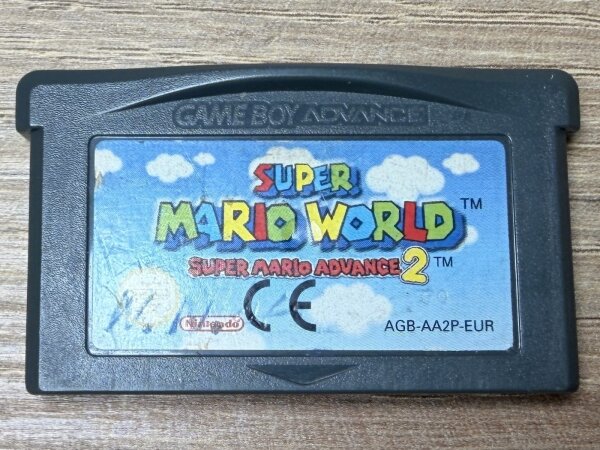 GAME BOY ADVANCE
SUPER
MARIO WORLD™
SUPER MARIO ADVANCE 2™
Nintendo CE AGB-AA2P-EUR